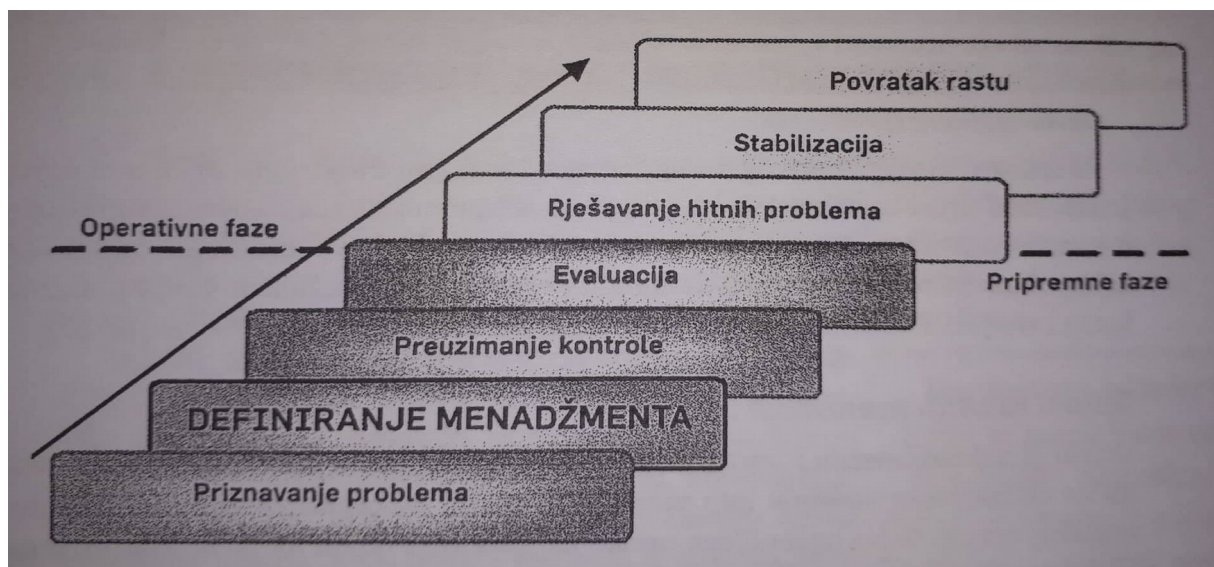 Povratak rastu
Stabilizacija
Rješavanje hitnih problema
Operativne faze
Evaluacija
Pripremne faze
Preuzimanje kontrole
DEFINIRANJE MENADŽMENTA
Priznavanje problema